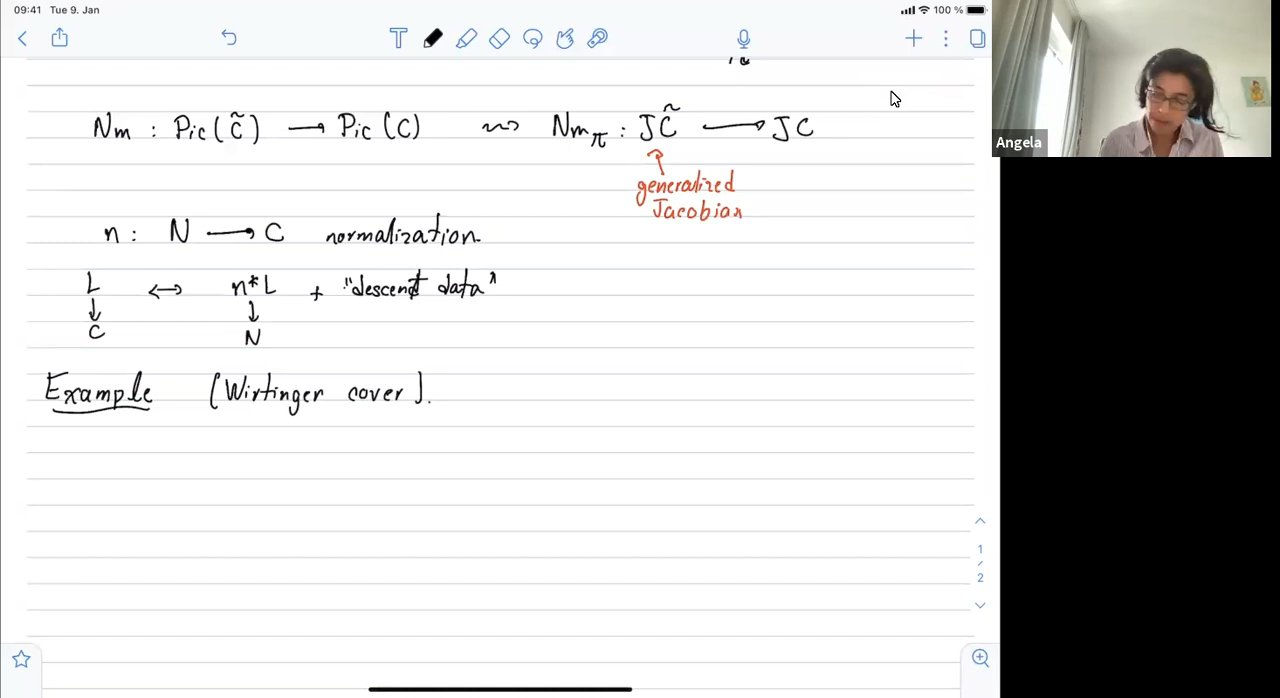 09:41 Tue 9. Jan
100 %
Nm : Pic(C̃) → Pic(C) ⇝ Nm_π : JC̃ → JC
generalized
Jacobian
n : N → C normalization.
L ↔ n*L + "descent data"
↓ ↓
C N
Example (Wirtinger cover).
1
2
Angela